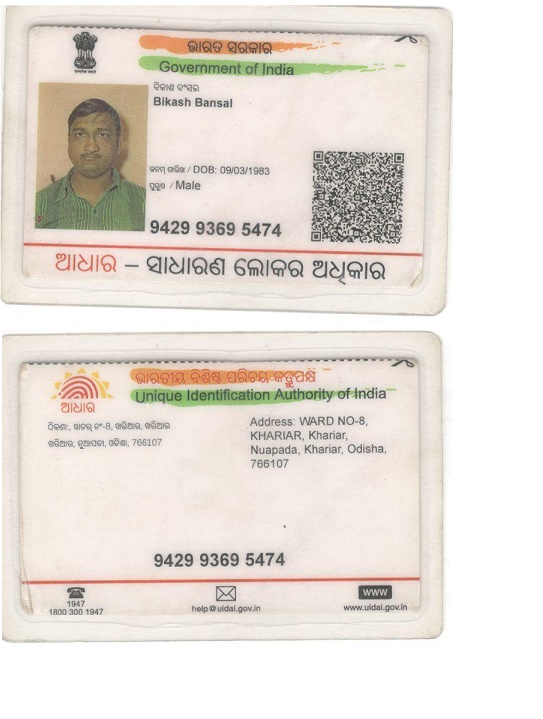 ଭାରତ ସରକାର
Government of India
ବିକାଶ ବଂସଲ
Bikash Bansal
ଜନ୍ମ ତାରିଖ / DOB: 09/03/1983
ପୁରୁଷ / Male
9429 9369 5474
ଆଧାର – ସାଧାରଣ ଲୋକର ଅଧିକାର
ଭାରତୀୟ ବିଶିଷ୍ଟ ପରିଚୟ କର୍ତ୍ତୃପକ୍ଷ
Unique Identification Authority of India
ଆଧାର
ଠିକଣା: ୱାଡର୍ ନଂ-8, ଖରିଆର, ଖରିଆର
ଖରିଆର, ନୂଆପଡା, ଓଡିଶା, 766107
Address: WARD NO-8,
KHARIAR, Khariar,
Nuapada, Khariar, Odisha,
766107
9429 9369 5474
1947
1800 300 1947
help@uidai.gov.in
www
www.uidai.gov.in